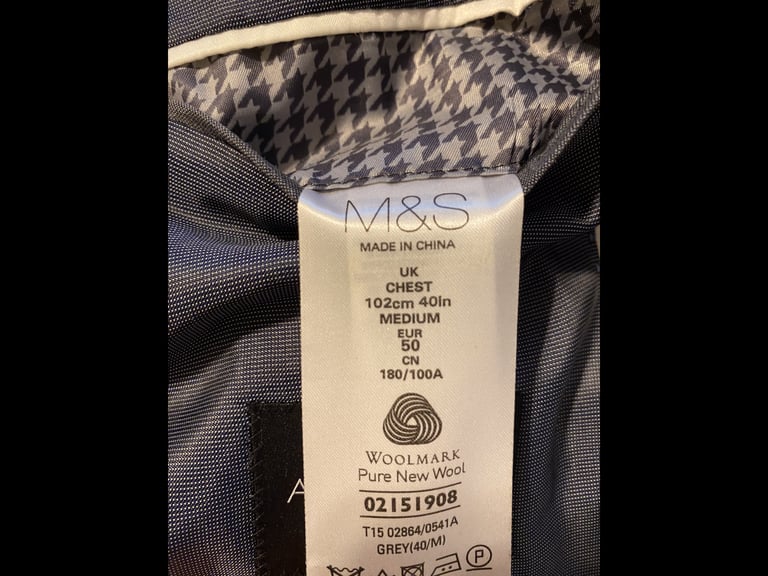 M&S
MADE IN CHINA
UK
CHEST
102cm 40in
MEDIUM
EUR
50
CN
180/100A
WOOLMARK
Pure New Wool
02151908
T15 02864/0541A
GREY(40/M)
P
A